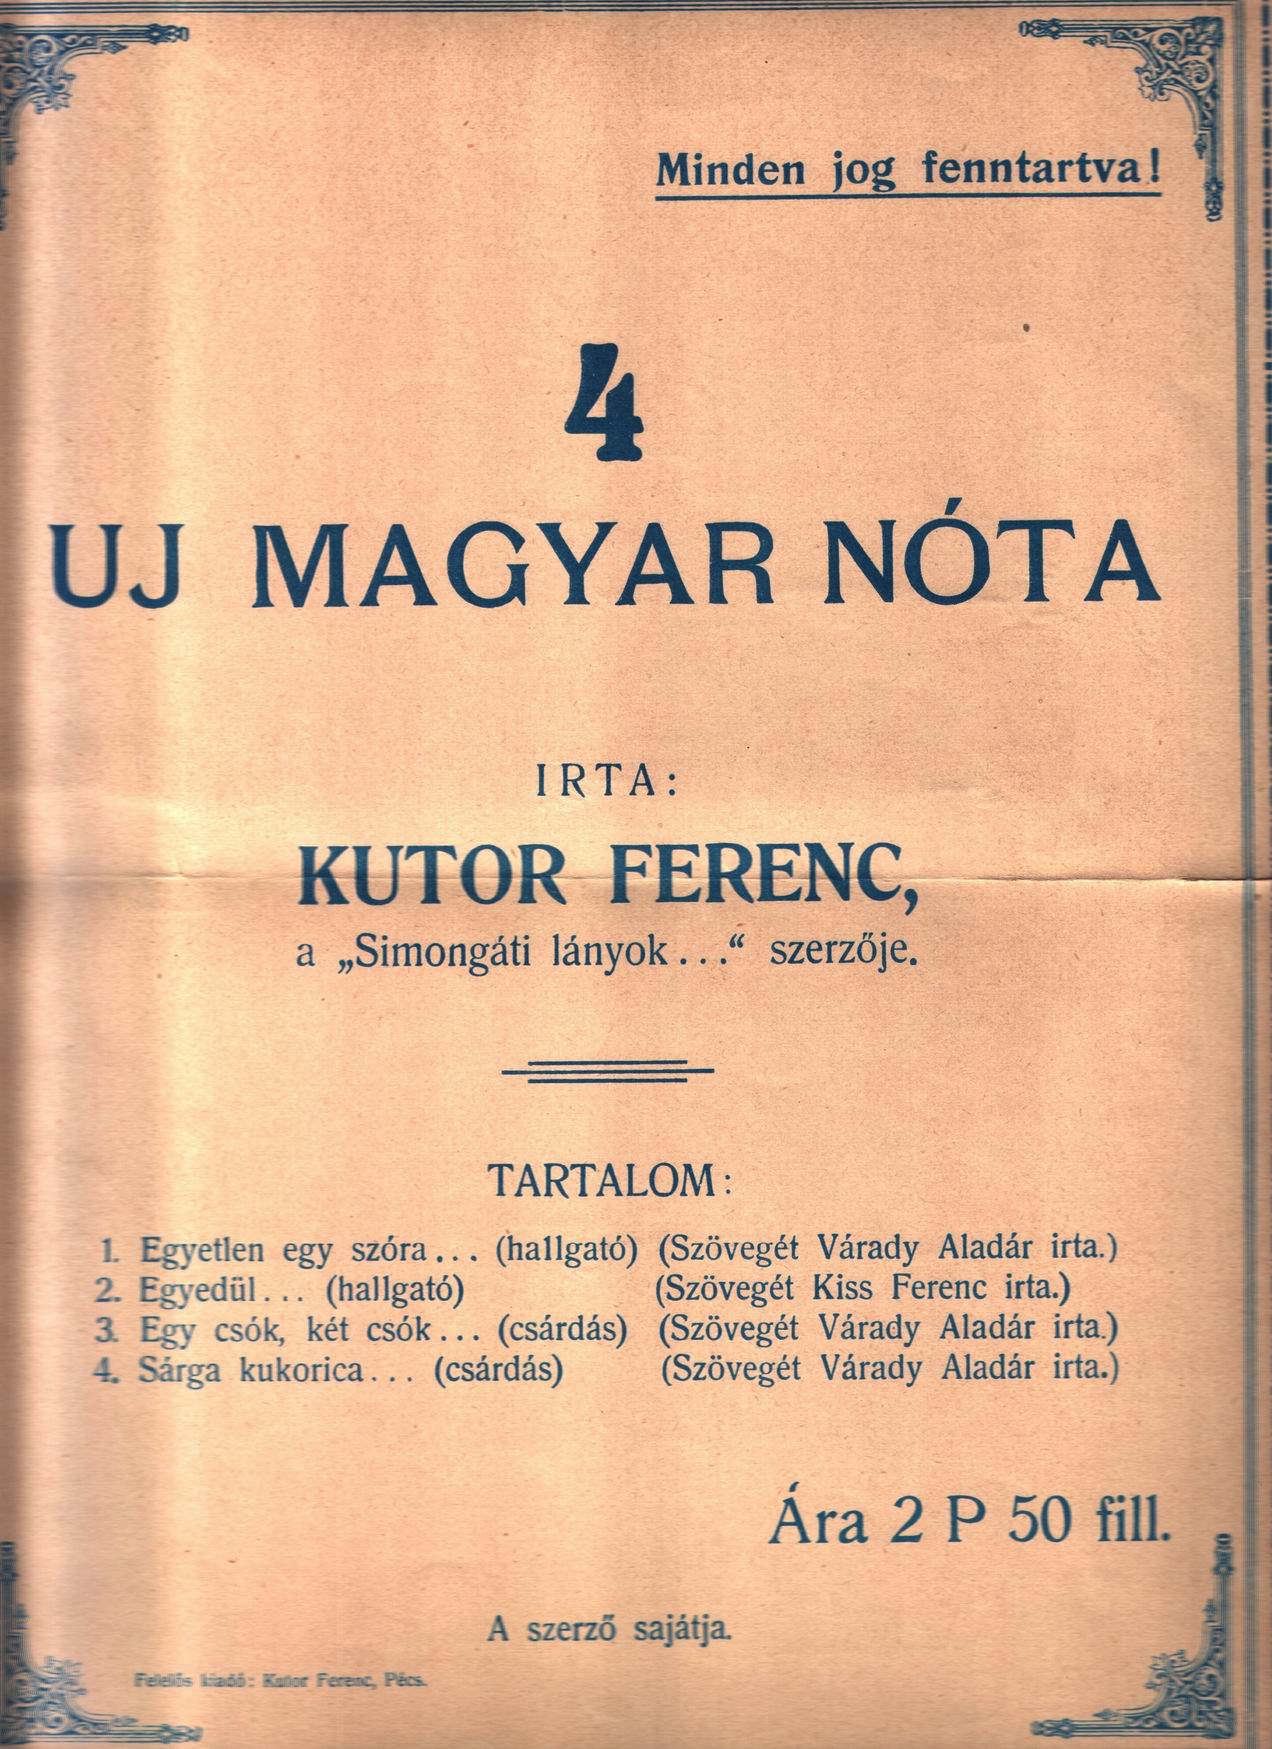 Minden jog fenntartva!
4
UJ MAGYAR NÓTA
IRTA:
KUTOR FERENC,
a „Simongáti lányok...“ szerzője.
TARTALOM:
1. Egyetlen egy szóra... (hallgató) (Szövegét Várady Aladár irta.)
2. Egyedül... (hallgató) (Szövegét Kiss Ferenc irta.)
3. Egy csók, két csók... (csárdás) (Szövegét Várady Aladár irta.)
4. Sárga kukorica... (csárdás) (Szövegét Várady Aladár irta.)
Ára 2 P 50 fill.
A szerző sajátja.
Felelős kiadó: Kutor Ferenc, Pécs.